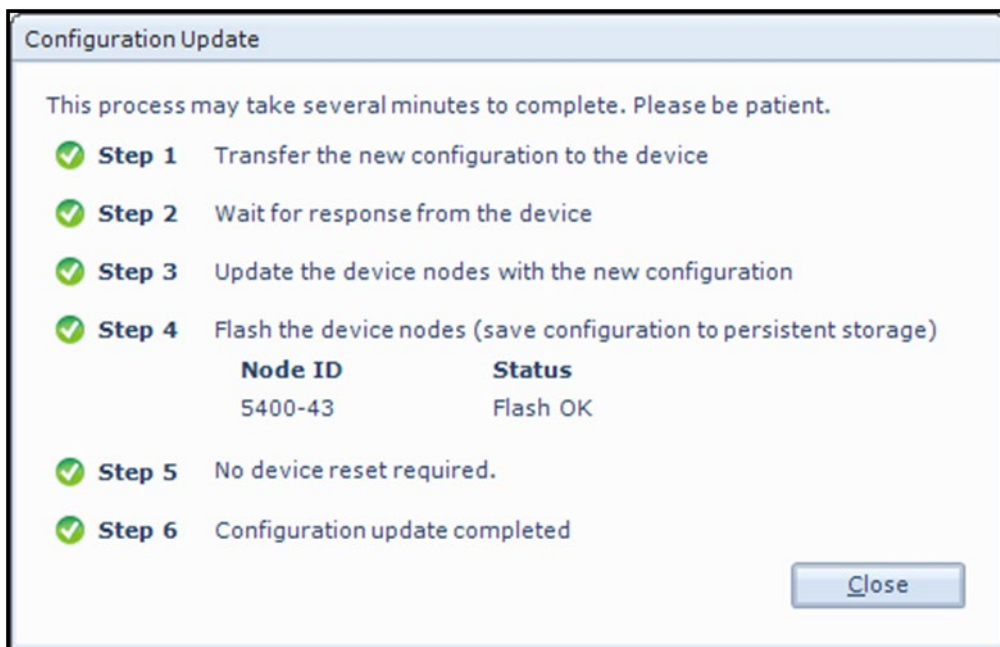 Configuration Update
This process may take several minutes to complete. Please be patient.
Step 1 Transfer the new configuration to the device
Step 2 Wait for response from the device
Step 3 Update the device nodes with the new configuration
Step 4 Flash the device nodes (save configuration to persistent storage)
Node ID Status
5400-43 Flash OK
Step 5 No device reset required.
Step 6 Configuration update completed
Close